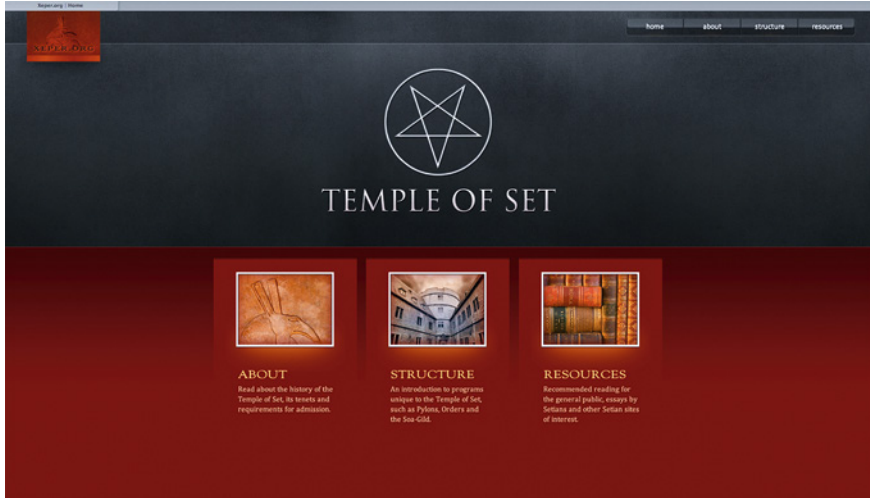 Xeper.org | Home
XEPER.ORG
home about structure resources
TEMPLE OF SET
ABOUT
Read about the history of the
Temple of Set, its tenets and
requirements for admission.
STRUCTURE
An introduction to programs
unique to the Temple of Set,
such as Pylons, Orders and
the Soa-Gild.
RESOURCES
Recommended reading for
the general public, essays by
Setians and other Setian sites
of interest.